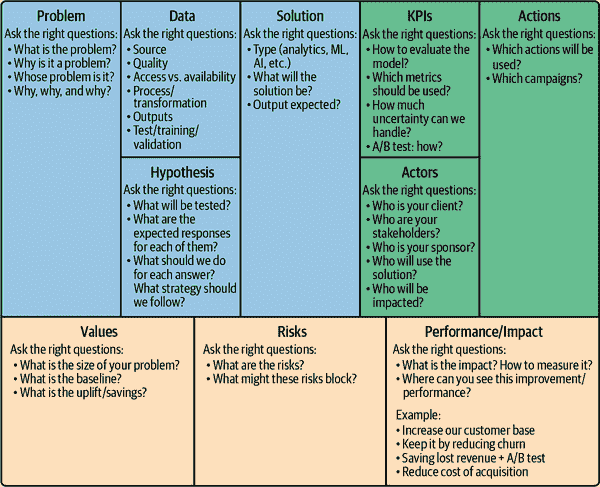 Problem
Ask the right questions:
• What is the problem?
• Why is it a problem?
• Whose problem is it?
• Why, why, and why?
Data
Ask the right questions:
• Source
• Quality
• Access vs. availability
• Process/
transformation
• Outputs
• Test/training/
validation
Hypothesis
Ask the right questions:
• What will be tested?
• What are the
expected responses
for each of them?
• What should we do
for each answer?
What strategy should
we follow?
Solution
Ask the right questions:
• Type (analytics, ML,
AI, etc.)
• What will the
solution be?
• Output expected?
KPIs
Ask the right questions:
• How to evaluate the
model?
• Which metrics
should be used?
• How much
uncertainty can we
handle?
• A/B test: how?
Actors
Ask the right questions:
• Who is your client?
• Who are your
stakeholders?
• Who is your sponsor?
• Who will use the
solution?
• Who will be
impacted?
Actions
Ask the right questions:
• Which actions will be
used?
• Which campaigns?
Values
Ask the right questions:
• What is the size of your problem?
• What is the baseline?
• What is the uplift/savings?
Risks
Ask the right questions:
• What are the risks?
• What might these risks block?
Performance/Impact
Ask the right questions:
• What is the impact? How to measure it?
• Where can you see this improvement/
performance?
Example:
• Increase our customer base
• Keep it by reducing churn
• Saving lost revenue + A/B test
• Reduce cost of acquisition